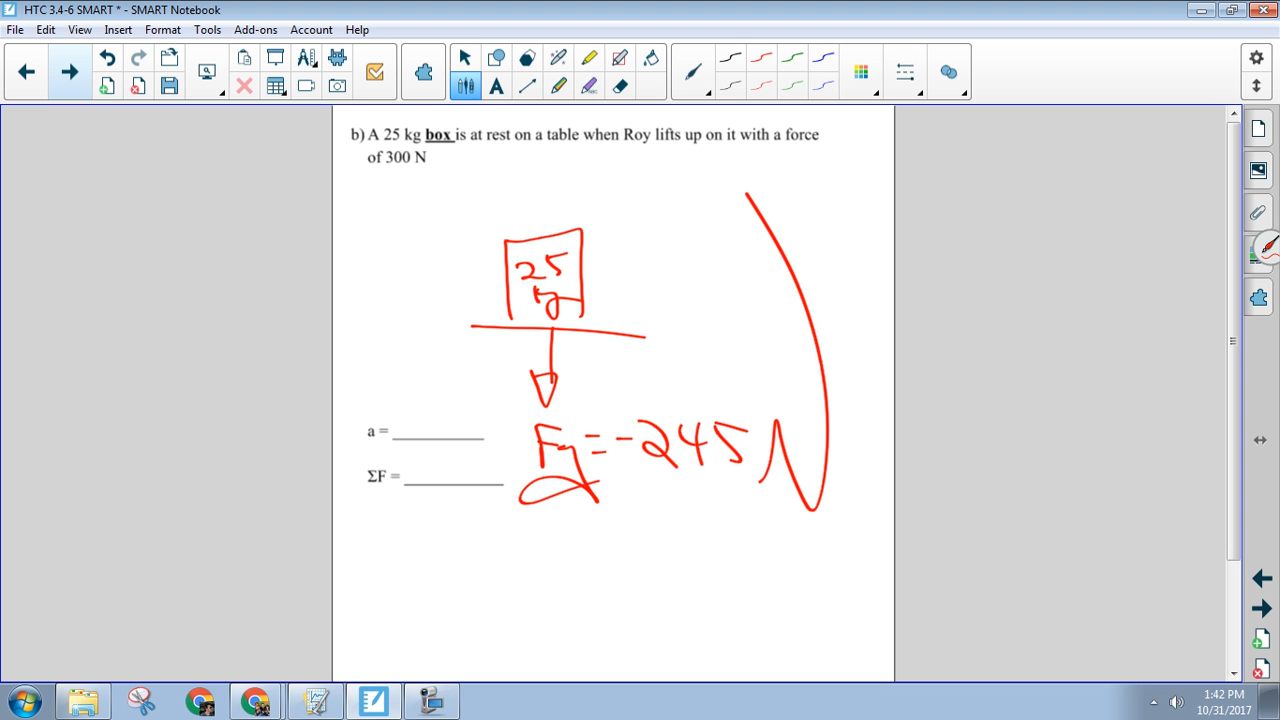 HTC 3.4-6 SMART * - SMART Notebook
File Edit View Insert Format Tools Add-ons Account Help
b) A 25 kg box is at rest on a table when Roy lifts up on it with a force
of 300 N
25
kg
a = ________
Fg = -245 N
ΣF = ________
1:42 PM
10/31/2017